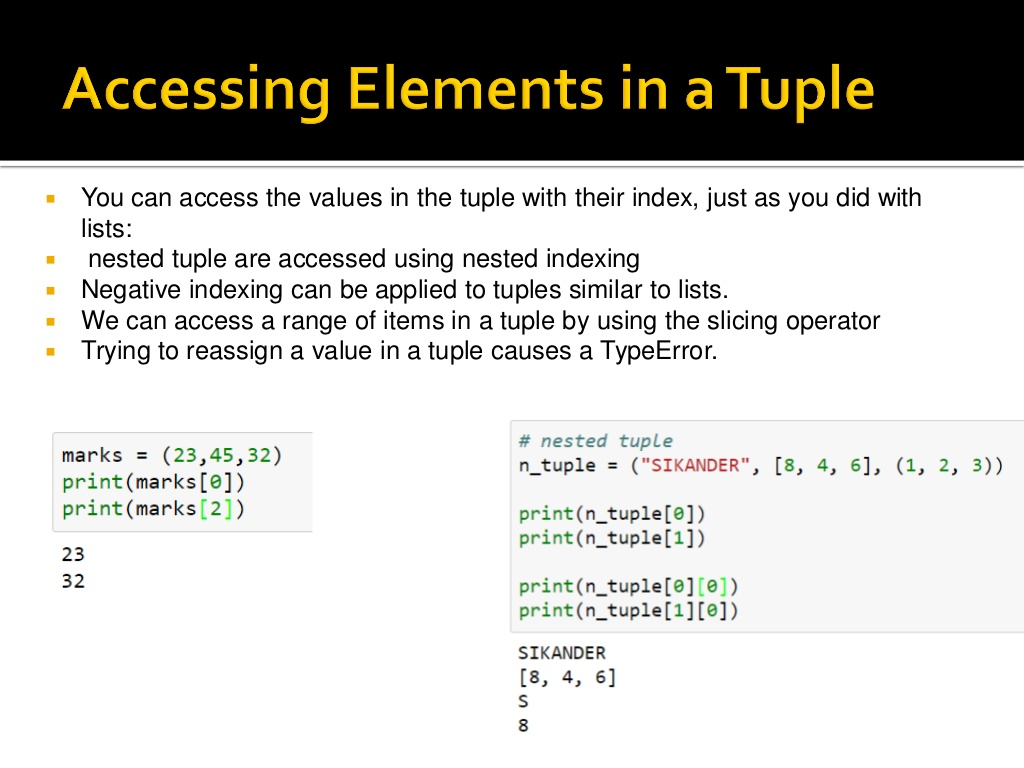 Accessing Elements in a Tuple
You can access the values in the tuple with their index, just as you did with
lists:
nested tuple are accessed using nested indexing
Negative indexing can be applied to tuples similar to lists.
We can access a range of items in a tuple by using the slicing operator
Trying to reassign a value in a tuple causes a TypeError.
marks = (23,45,32)
print(marks[0])
print(marks[2])
23
32
# nested tuple
n_tuple = ("SIKANDER", [8, 4, 6], (1, 2, 3))
print(n_tuple[0])
print(n_tuple[1])
print(n_tuple[0][0])
print(n_tuple[1][0])
SIKANDER
[8, 4, 6]
S
8